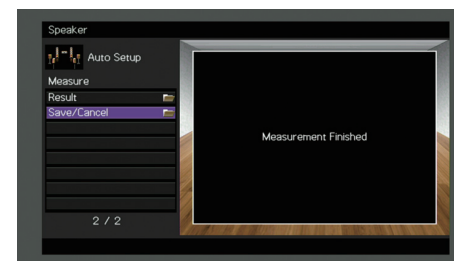 Speaker
Auto Setup
Measure
Result
Save/Cancel
Measurement Finished
2 / 2